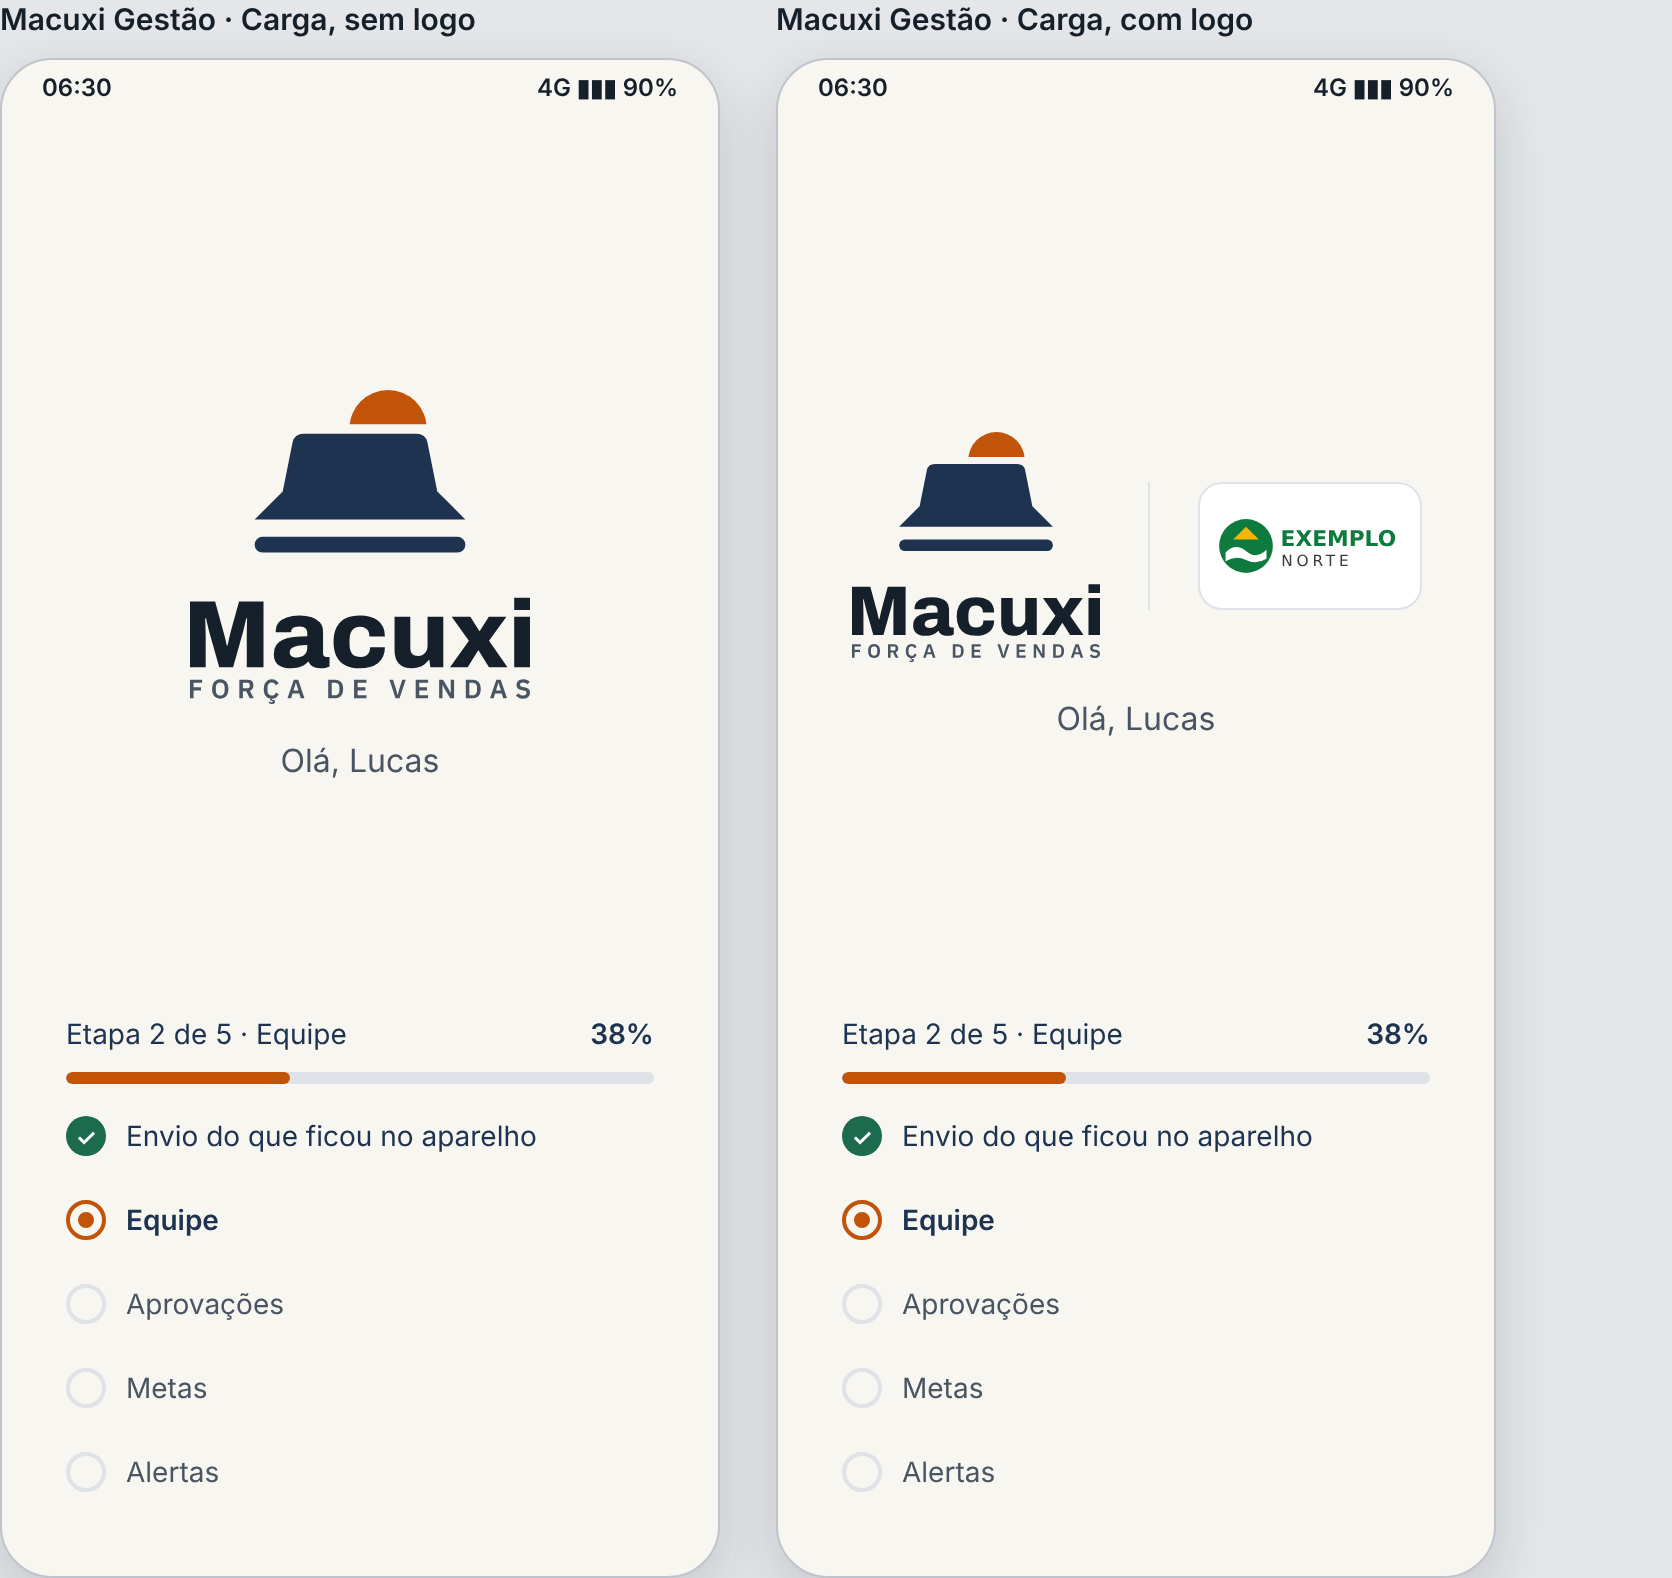 Macuxi Gestão · Carga, sem logo
06:30
4G 90%
Macuxi
FORÇA DE VENDAS
Olá, Lucas
Etapa 2 de 5 · Equipe
38%
Envio do que ficou no aparelho
Equipe
Aprovações
Metas
Alertas
Macuxi Gestão · Carga, com logo
06:30
4G 90%
Macuxi
FORÇA DE VENDAS
EXEMPLO
NORTE
Olá, Lucas
Etapa 2 de 5 · Equipe
38%
Envio do que ficou no aparelho
Equipe
Aprovações
Metas
Alertas